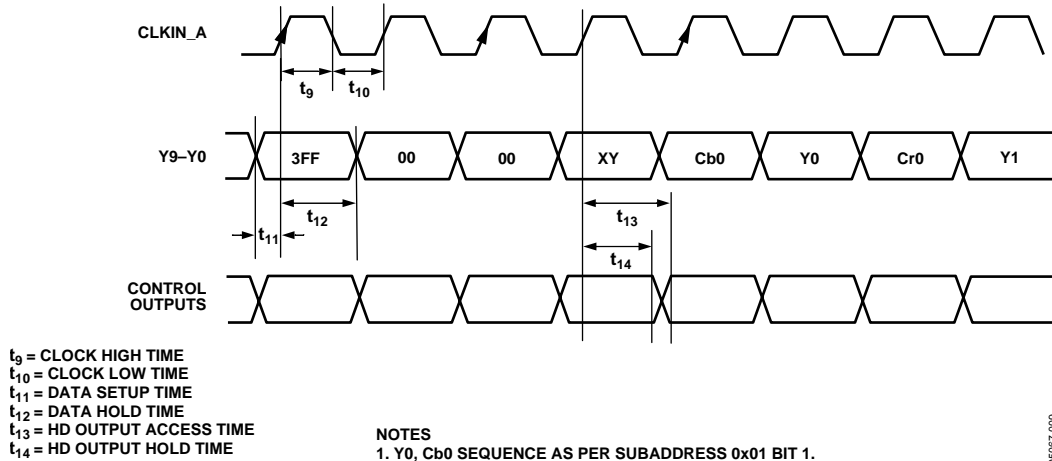 CLKIN_A
t9
t10
Y9–Y0
3FF
00
00
XY
Cb0
Y0
Cr0
Y1
t12
t11
t13
t14
CONTROL
OUTPUTS
t9 = CLOCK HIGH TIME
t10 = CLOCK LOW TIME
t11 = DATA SETUP TIME
t12 = DATA HOLD TIME
t13 = HD OUTPUT ACCESS TIME
t14 = HD OUTPUT HOLD TIME
NOTES
1. Y0, Cb0 SEQUENCE AS PER SUBADDRESS 0x01 BIT 1.